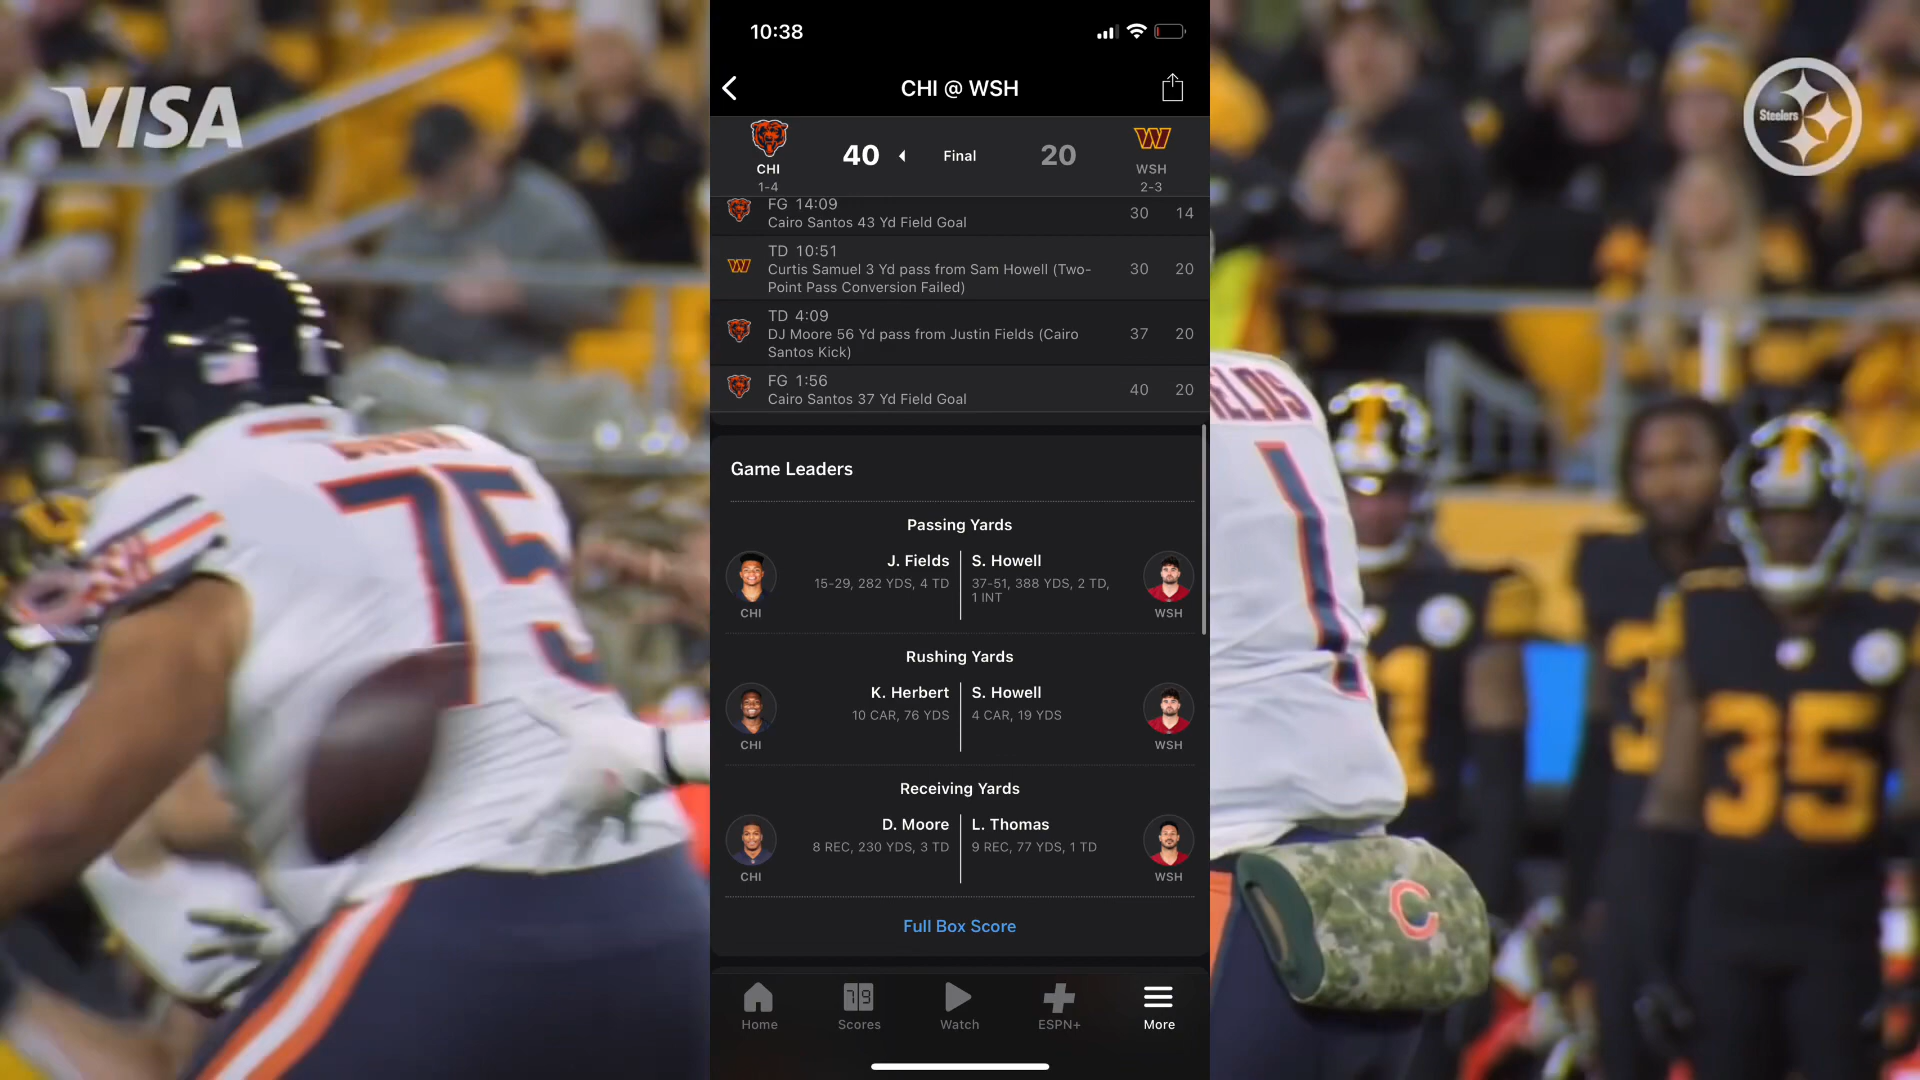 VISA
Steelers
75
ELDS
1
1
3
35
C
10:38
CHI @ WSH
CHI
1-4
40
Final
20
WSH
2-3
FG 14:09
Cairo Santos 43 Yd Field Goal
30 14
TD 10:51
Curtis Samuel 3 Yd pass from Sam Howell (Two-
Point Pass Conversion Failed)
30 20
TD 4:09
DJ Moore 56 Yd pass from Justin Fields (Cairo
Santos Kick)
37 20
FG 1:56
Cairo Santos 37 Yd Field Goal
40 20
Game Leaders
Passing Yards
J. Fields
15-29, 282 YDS, 4 TD
CHI
S. Howell
37-51, 388 YDS, 2 TD,
1 INT
WSH
Rushing Yards
K. Herbert
10 CAR, 76 YDS
CHI
S. Howell
4 CAR, 19 YDS
WSH
Receiving Yards
D. Moore
8 REC, 230 YDS, 3 TD
CHI
L. Thomas
9 REC, 77 YDS, 1 TD
WSH
Full Box Score
Home
Scores
Watch
ESPN+
More